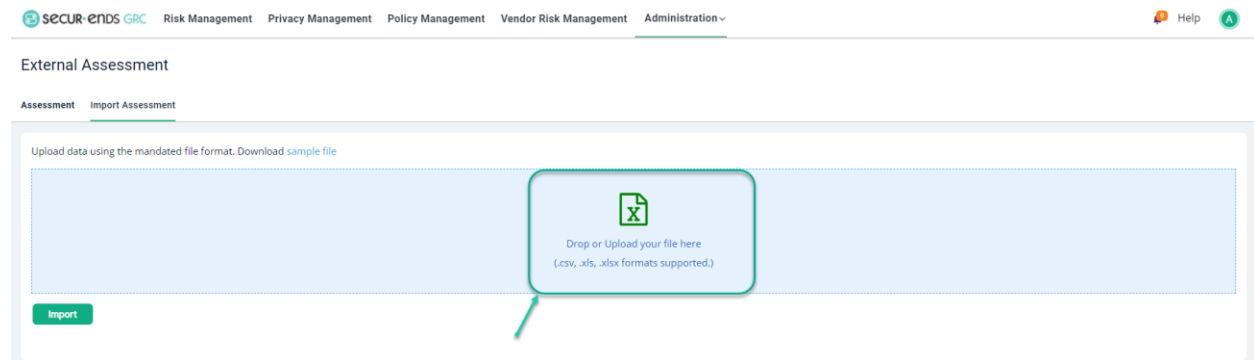 SECUR-ENDS GRC Risk Management Privacy Management Policy Management Vendor Risk Management Administration 0 Help A
External Assessment
Assessment Import Assessment
Upload data using the mandated file format. Download sample file
X
Drop or Upload your file here
(.csv, .xls, .xlsx formats supported.)
Import